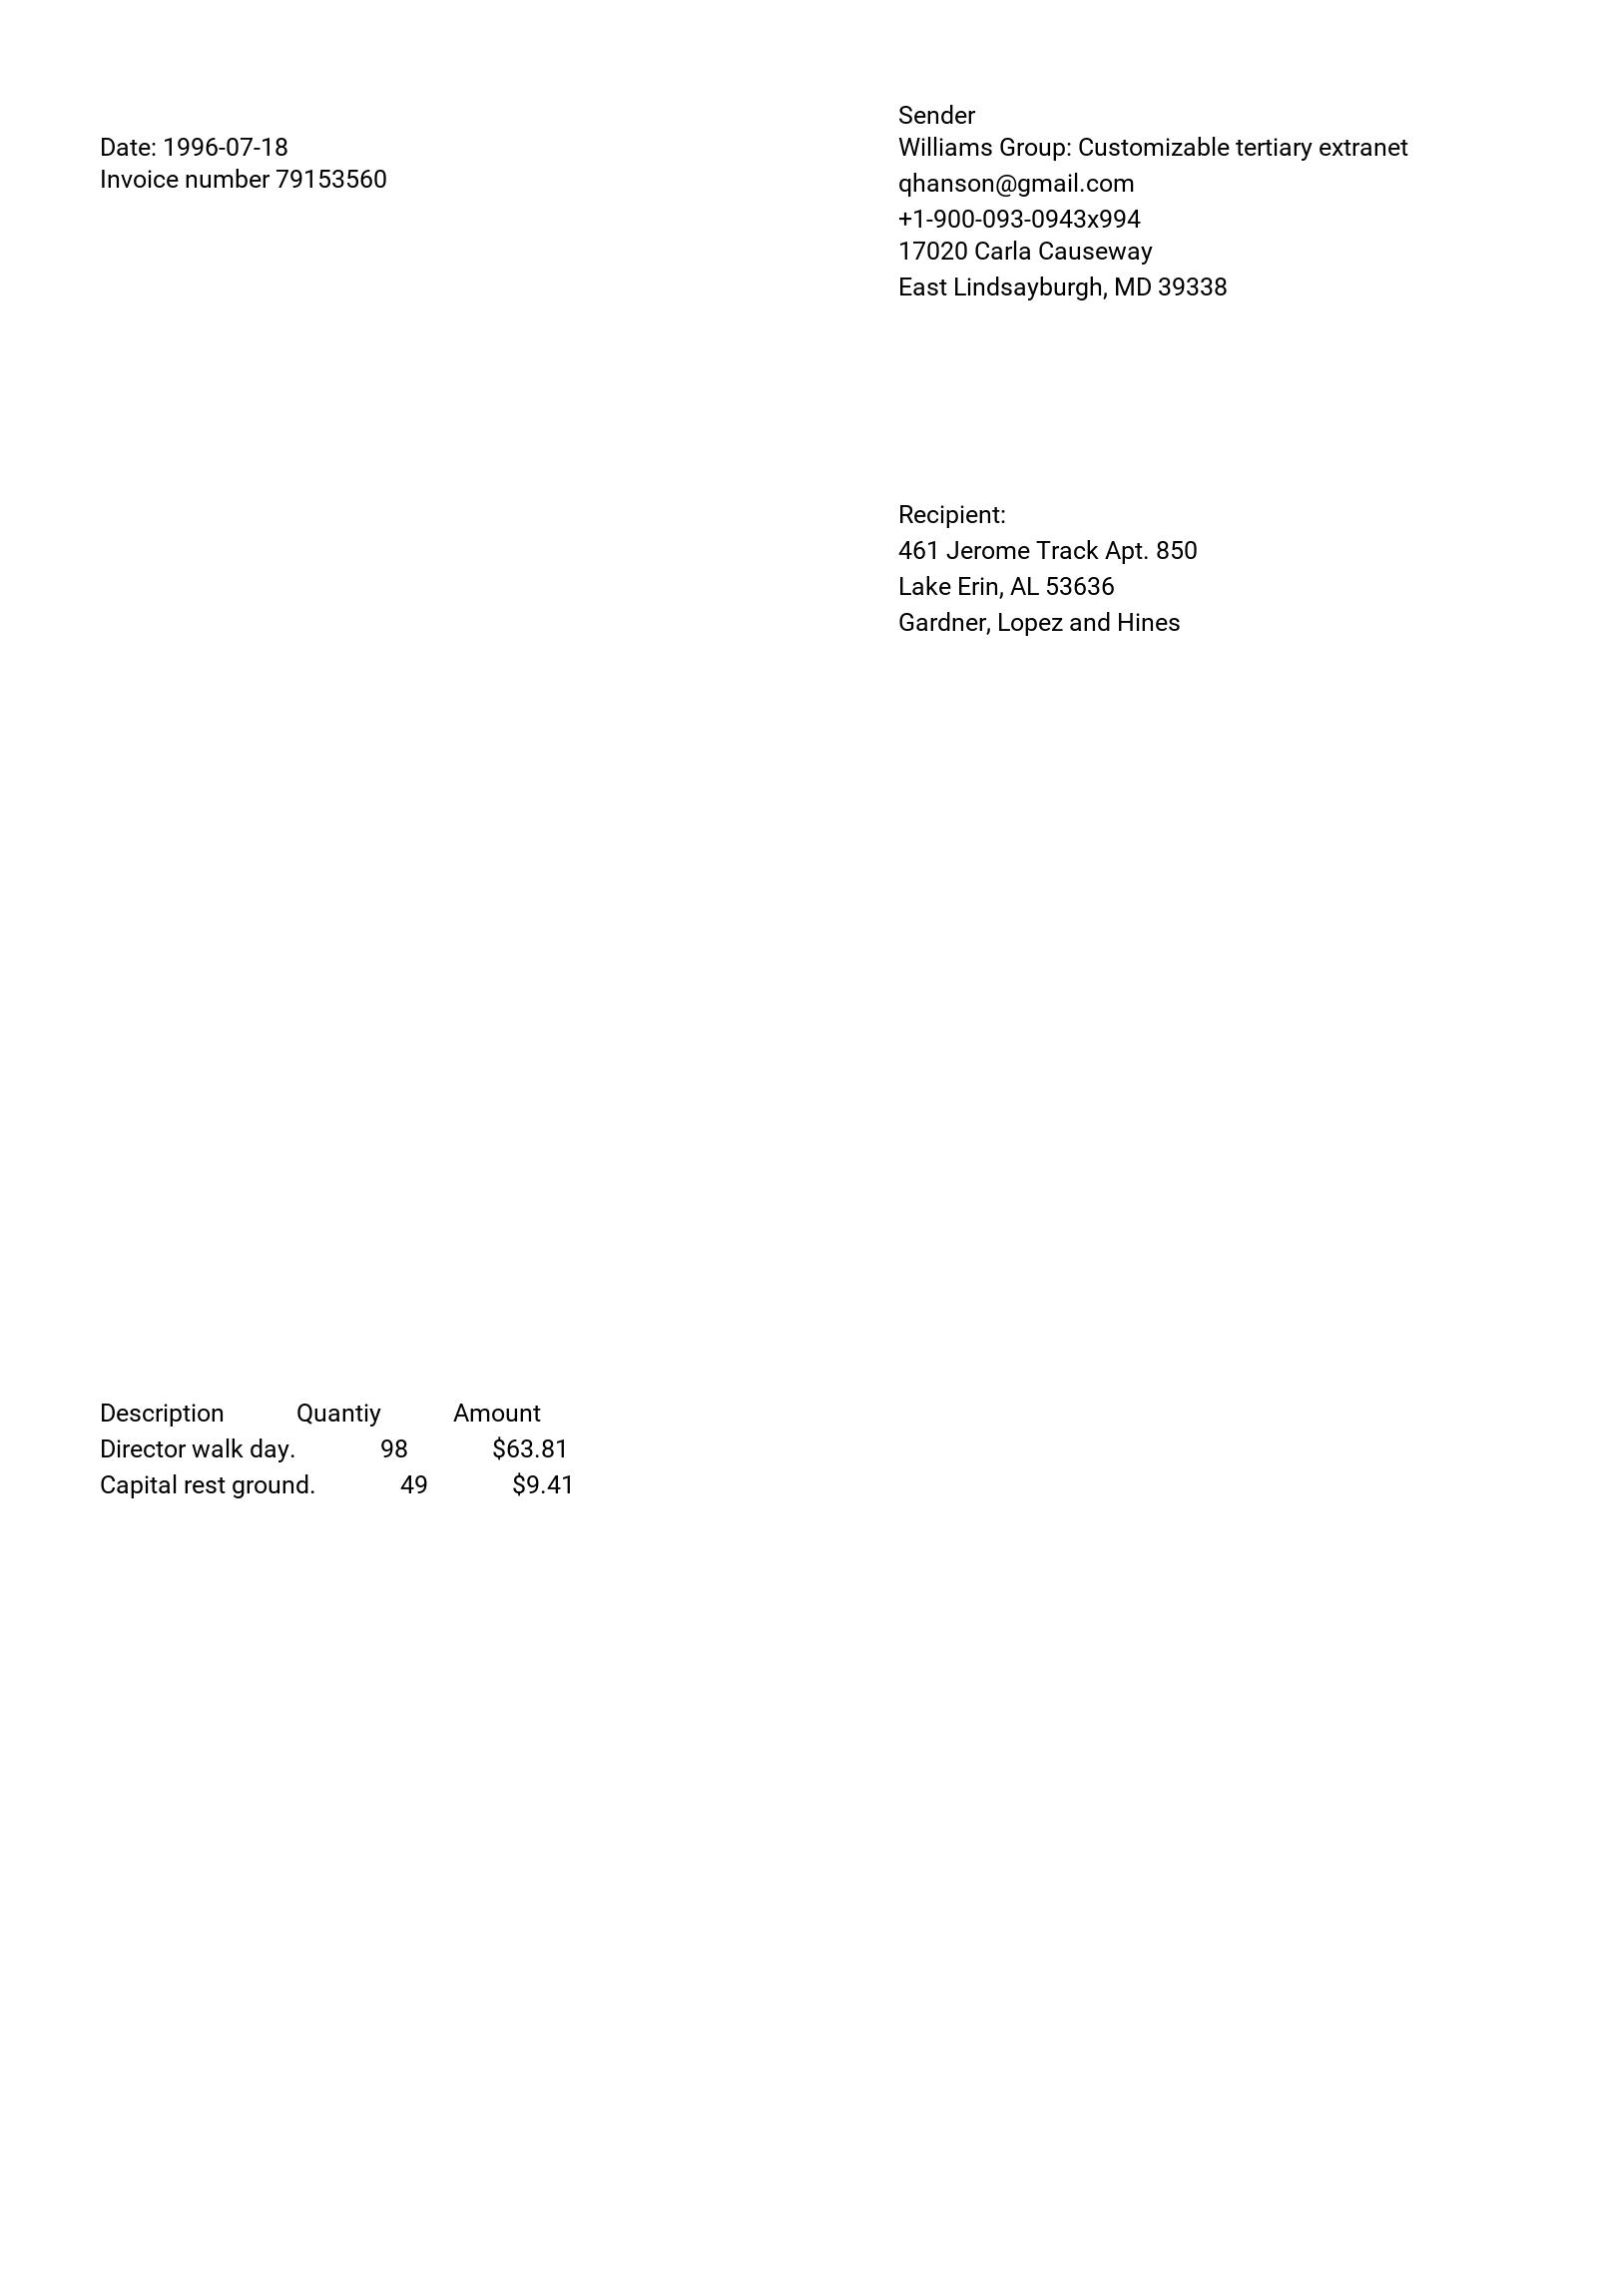 Date: 1996-07-18
Invoice number 79153560
Sender
Williams Group: Customizable tertiary extranet
qhanson@gmail.com
+1-900-093-0943x994
17020 Carla Causeway
East Lindsayburgh, MD 39338
Recipient:
461 Jerome Track Apt. 850
Lake Erin, AL 53636
Gardner, Lopez and Hines
Description Quantiy Amount
Director walk day. 98 $63.81
Capital rest ground. 49 $9.41